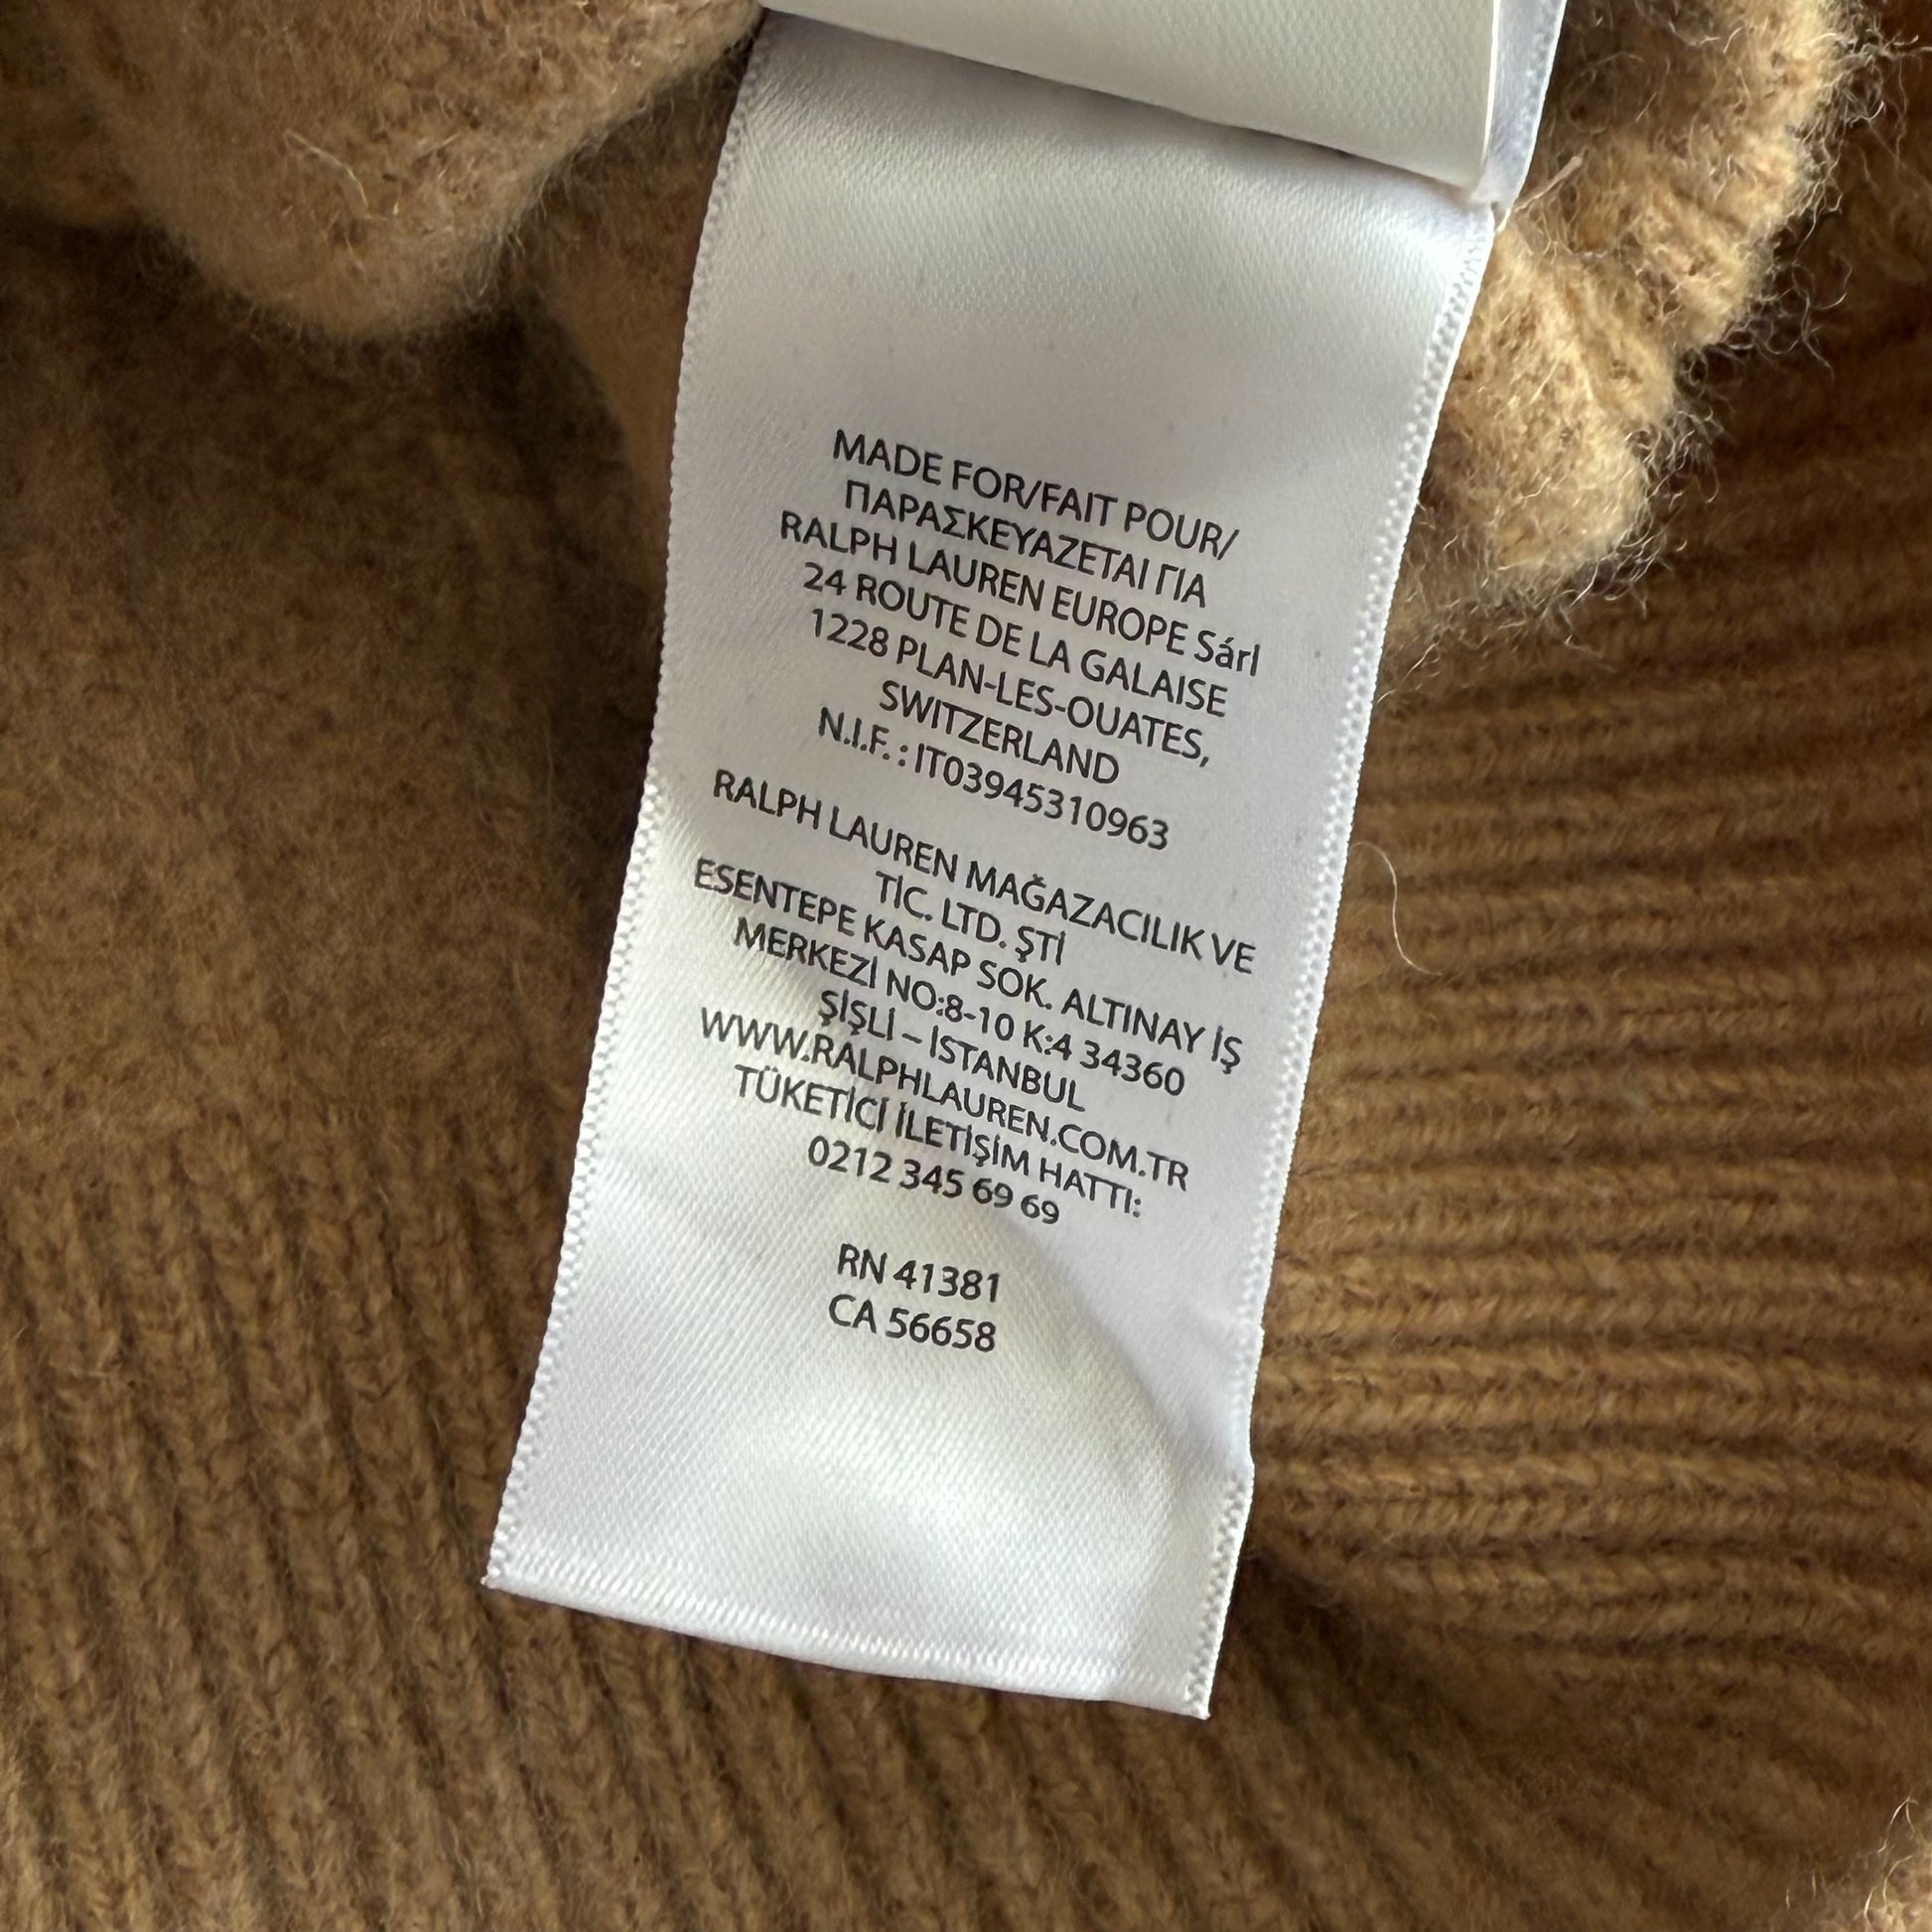 MADE FOR/FAIT POUR/
ΠΑΡΑΣΚΕΥΑΖΕΤΑΙ ΓΙΑ
RALPH LAUREN EUROPE Sárl
24 ROUTE DE LA GALAISE
1228 PLAN-LES-OUATES,
SWITZERLAND
N.I.F. : IT03945310963
RALPH LAUREN MAĞAZACILIK VE
TİC. LTD. ŞTİ
ESENTEPE KASAP SOK. ALTINAY İŞ
MERKEZİ NO:8-10 K:4 34360
ŞİŞLİ – İSTANBUL
WWW.RALPHLAUREN.COM.TR
TÜKETİCİ İLETİŞİM HATTI:
0212 345 69 69
RN 41381
CA 56658